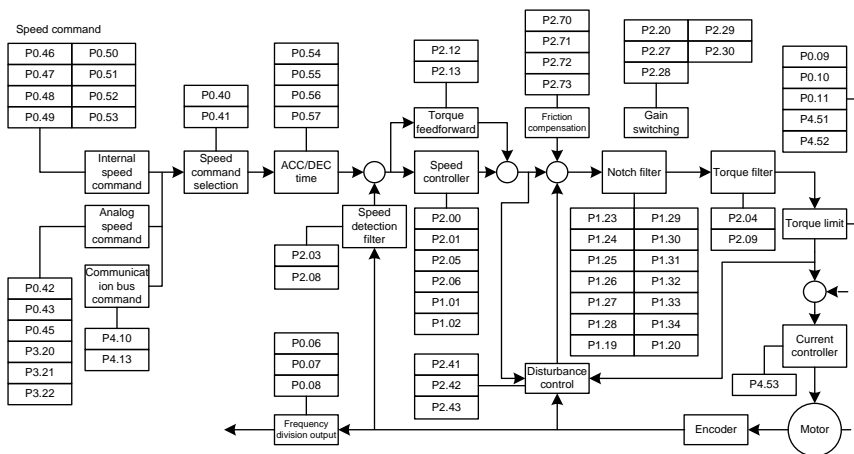 Speed command
P0.46 P0.50
P0.47 P0.51
P0.48 P0.52
P0.49 P0.53
Internal
speed
command
Analog
speed
command
P0.42
P0.43
P0.45
P3.20
P3.21
P3.22
Communicat
ion bus
command
P4.10
P4.13
P0.40
P0.41
Speed
command
selection
P0.54
P0.55
P0.56
P0.57
ACC/DEC
time
P2.03
P2.08
Speed
detection
filter
P0.06
P0.07
P0.08
Frequency
division output
P2.12
P2.13
Torque
feedforward
Speed
controller
P2.00
P2.01
P2.05
P2.06
P1.01
P1.02
P2.41
P2.42
P2.43
Disturbance
control
P2.70
P2.71
P2.72
P2.73
Friction
compensation
P2.20 P2.29
P2.27 P2.30
P2.28
Gain
switching
Notch filter
P1.23 P1.29
P1.24 P1.30
P1.25 P1.31
P1.26 P1.32
P1.27 P1.33
P1.28 P1.34
P1.19 P1.20
Torque filter
P2.04
P2.09
P0.09
P0.10
P0.11
P4.51
P4.52
Torque limit
Current
controller
P4.53
Encoder
Motor